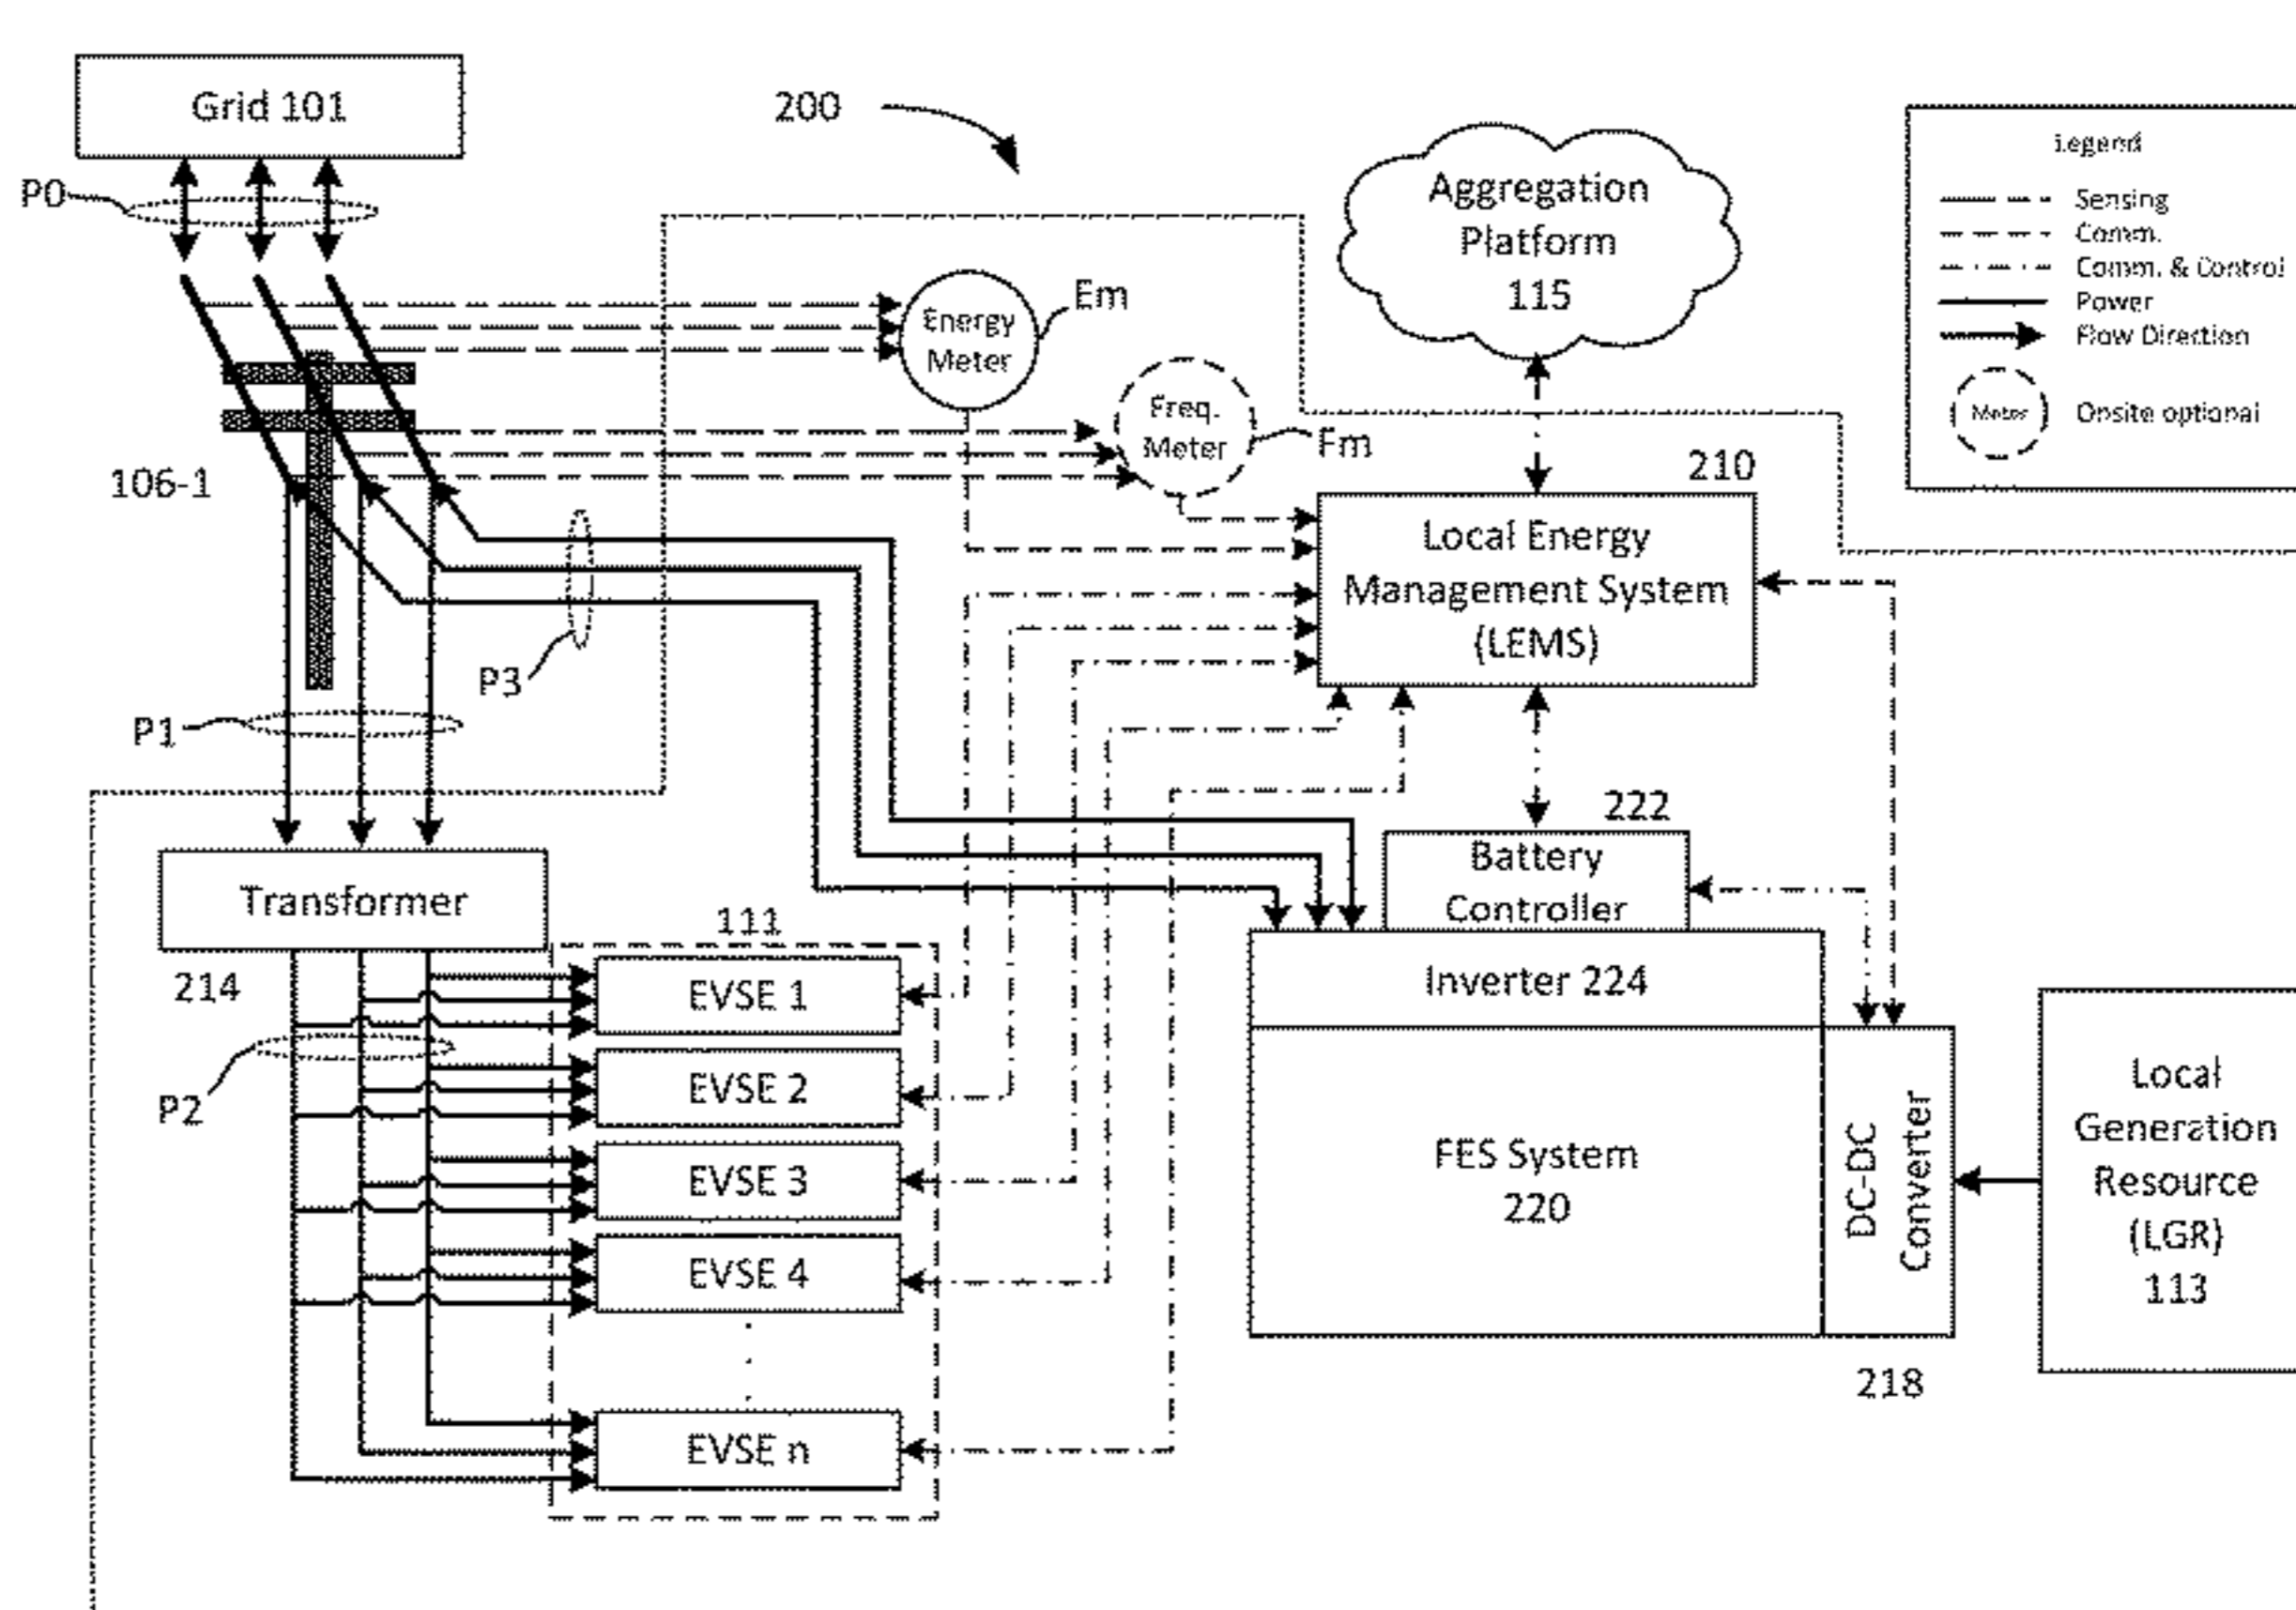 Grid 101
P0
200
Aggregation
Platform
115
Legend
Sensing
Comm.
Comm. & Control
Power
Flow Direction
Meter
Onsite optional
Energy
Meter
Em
Freq.
Meter
Fm
106-1
210
Local Energy
Management System
(LEMS)
P3
P1
222
Battery
Controller
Transformer
214
111
EVSE 1
EVSE 2
EVSE 3
EVSE 4
EVSE n
P2
Inverter 224
FES System
220
DC-DC
Converter
218
Local
Generation
Resource
(LGR)
113